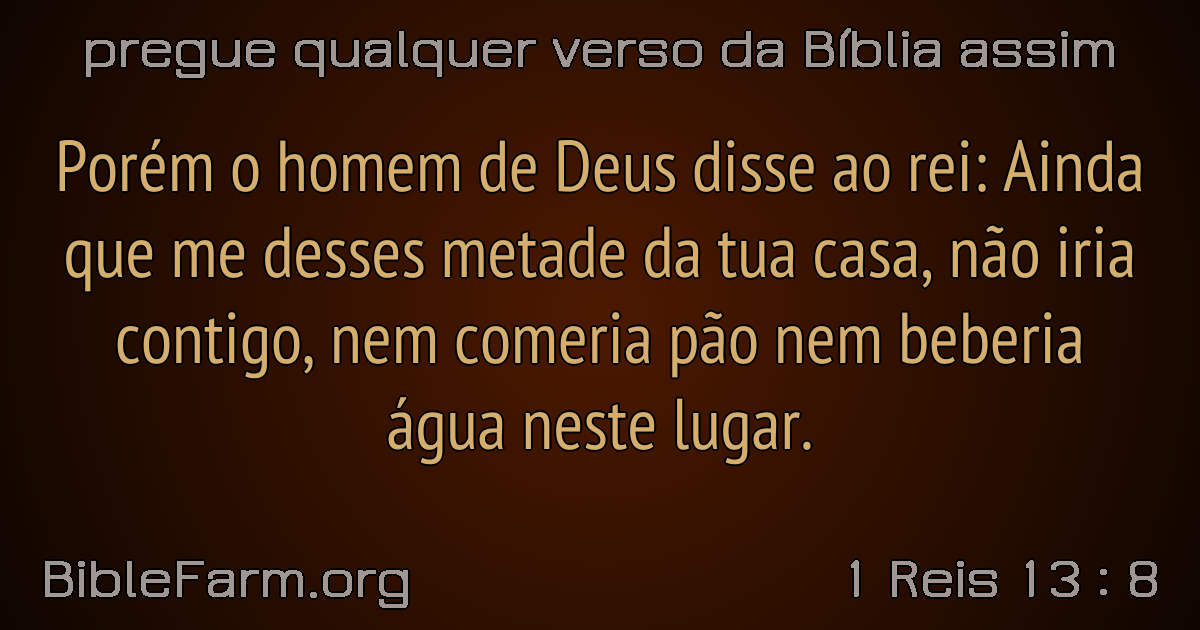 pregue qualquer verso da Bíblia assim
Porém o homem de Deus disse ao rei: Ainda
que me desses metade da tua casa, não iria
contigo, nem comeria pão nem beberia
água neste lugar.
BibleFarm.org
1 Reis 13 : 8